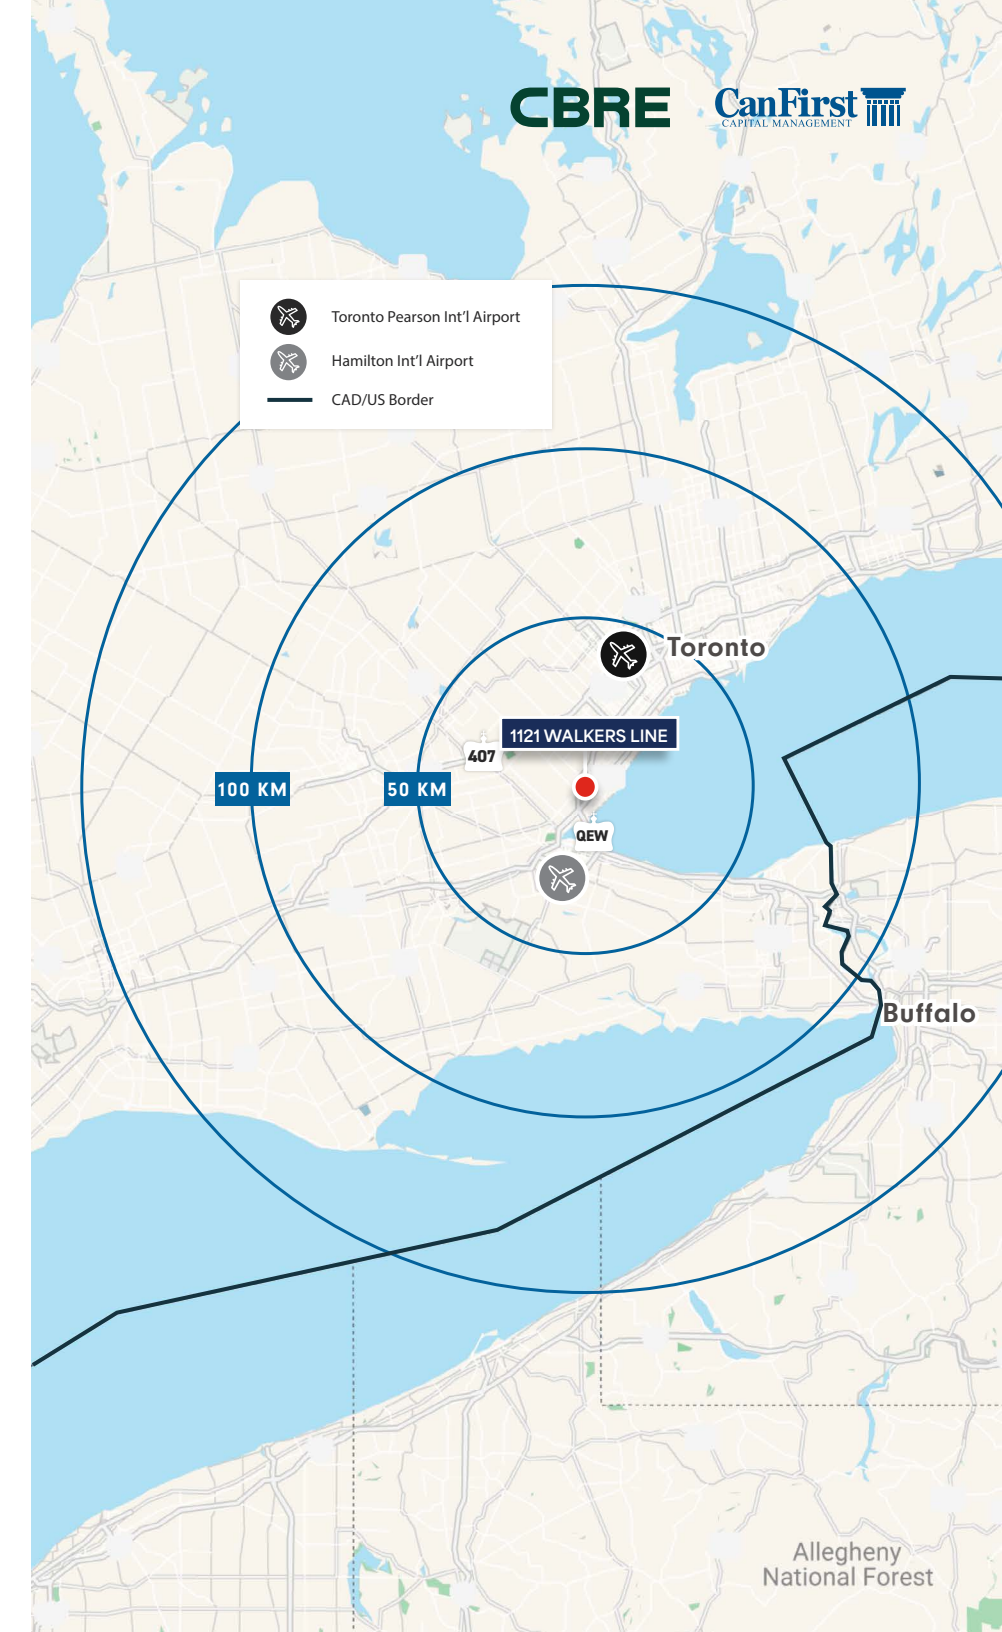 CBRE
CanFirst
CAPITAL MANAGEMENT
Toronto Pearson Int'l Airport
Hamilton Int'l Airport
CAD/US Border
Toronto
1121 WALKERS LINE
407
100 KM
50 KM
QEW
Buffalo
Allegheny
National Forest